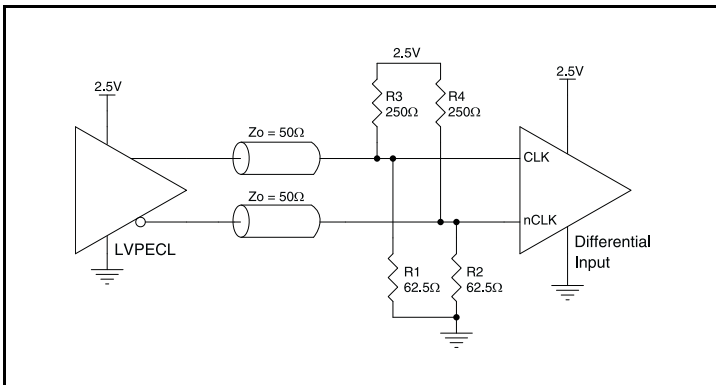 2.5V
2.5V
2.5V
R3
250Ω
R4
250Ω
Zo = 50Ω
CLK
Zo = 50Ω
nCLK
LVPECL
Differential
Input
R1
62.5Ω
R2
62.5Ω